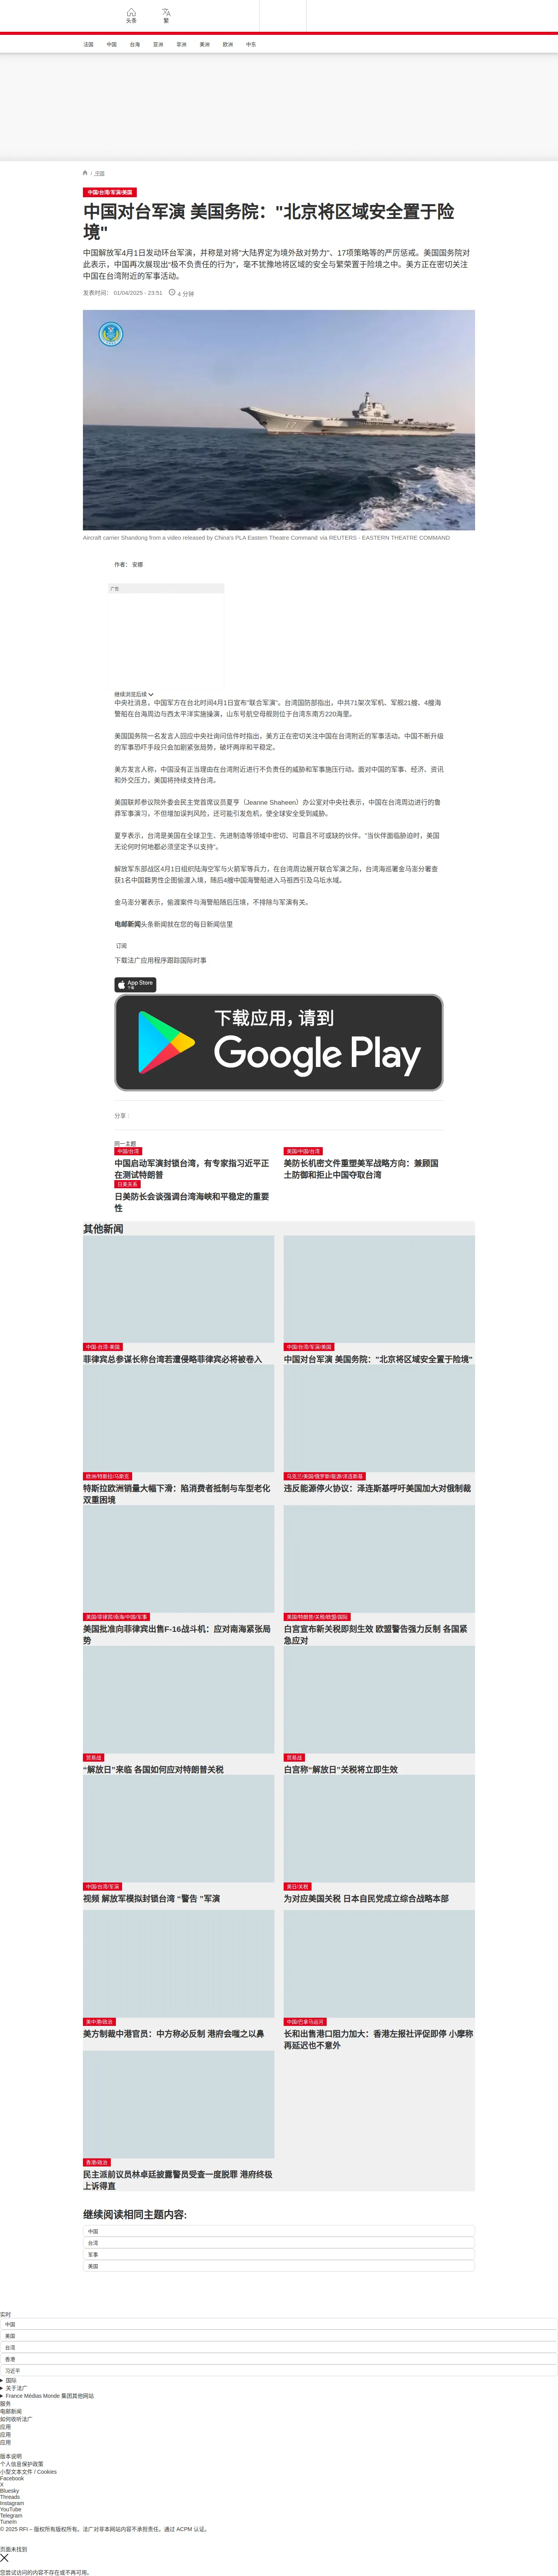 头条
繁
法國
中国
台海
亚洲
非洲
美洲
欧洲
中东
/ 中国
中国/台湾/军演/美国
中国对台军演 美国务院："北京将区域安全置于险
境"
中国解放军4月1日发动环台军演，并称是对将"大陆界定为境外敌对势力"、17项策略等的严厉惩戒。美国国务院对
此表示，中国再次展现出“极不负责任的行为”，毫不犹豫地将区域的安全与繁荣置于险境之中。美方正在密切关注
中国在台湾附近的军事活动。
发表时间： 01/04/2025 - 23:51
4 分钟
17
Aircraft carrier Shandong from a video released by China's PLA Eastern Theatre Command via REUTERS - EASTERN THEATRE COMMAND
作者： 安娜
广告
继续浏览后续
中央社消息，中国军方在台北时间4月1日宣布"联合军演"。台湾国防部指出，中共71架次军机、军舰21艘、4艘海
警船在台海周边与西太平洋实施操演，山东号航空母舰则位于台湾东南方220海里。
美国国务院一名发言人回应中央社询问信件时指出，美方正在密切关注中国在台湾附近的军事活动。中国不断升级
的军事恐吓手段只会加剧紧张局势，破坏两岸和平稳定。
美方发言人称，中国没有正当理由在台湾附近进行不负责任的威胁和军事施压行动。面对中国的军事、经济、资讯
和外交压力，美国将持续支持台湾。
美国联邦参议院外委会民主党首席议员夏亨（Jeanne Shaheen）办公室对中央社表示，中国在台湾周边进行的鲁
莽军事演习，不但增加误判风险，还可能引发危机，使全球安全受到威胁。
夏亨表示，台湾是美国在全球卫生、先进制造等领域中密切、可靠且不可或缺的伙伴。"当伙伴面临胁迫时，美国
无论何时何地都必须坚定予以支持"。
解放军东部战区4月1日组织陆海空军与火箭军等兵力，在台湾周边展开联合军演之际，台湾海巡署金马澎分署查
获1名中国籍男性企图偷渡入境，随后4艘中国海警船进入马祖西引及乌坵水域。
金马澎分署表示，偷渡案件与海警船随后压境，不排除与军演有关。
电邮新闻头条新闻就在您的每日新闻信里
订阅
下载法广应用程序跟踪国际时事
App Store
下载
下载应用，请到
Google Play
分享 :
同一主题
中国/台湾
中国启动军演封锁台湾，有专家指习近平正
在测试特朗普
美国/中国/台湾
美防长机密文件重塑美军战略方向：兼顾国
土防御和拒止中国夺取台湾
日美关系
日美防长会谈强调台湾海峡和平稳定的重要
性
其他新闻
中国-台湾-美国
菲律宾总参谋长称台湾若遭侵略菲律宾必将被卷入
中国/台湾/军演/美国
中国对台军演 美国务院："北京将区域安全置于险境"
欧洲/特斯拉/马斯克
特斯拉欧洲销量大幅下滑：陷消费者抵制与车型老化
双重困境
乌克兰/美国/俄罗斯/能源/泽连斯基
违反能源停火协议：泽连斯基呼吁美国加大对俄制裁
美国/菲律宾/南海/中国/军事
美国批准向菲律宾出售F-16战斗机：应对南海紧张局
势
美国/特朗普/关税/欧盟/国际
白宫宣布新关税即刻生效 欧盟警告强力反制 各国紧
急应对
贸易战
“解放日”来临 各国如何应对特朗普关税
贸易战
白宫称“解放日”关税将立即生效
中国/台湾/军演
视频 解放军模拟封锁台湾 “警告 ”军演
美日/关税
为对应美国关税 日本自民党成立综合战略本部
美中港/政治
美方制裁中港官员：中方称必反制 港府会嗤之以鼻
中国/巴拿马运河
长和出售港口阻力加大：香港左报社评促即停 小摩称
再延迟也不意外
香港/政治
民主派前议员林卓廷披露警员受查一度脱罪 港府终极
上诉得直
继续阅读相同主题内容:
中国
台湾
军事
美国
实时
中国
美国
台湾
香港
习近平
国际
关于法广
France Médias Monde 集团其他网站
服务
电邮新闻
如何收听法广
应用
应用
应用
版本说明
个人信息保护政策
小型文本文件 / Cookies
Facebook
X
Bluesky
Threads
Instagram
YouTube
Telegram
TuneIn
© 2025 RFI – 版权所有版权所有。法广对非本网站内容不承担责任。通过 ACPM 认证。
页面未找到
您尝试访问的内容不存在或不再可用。